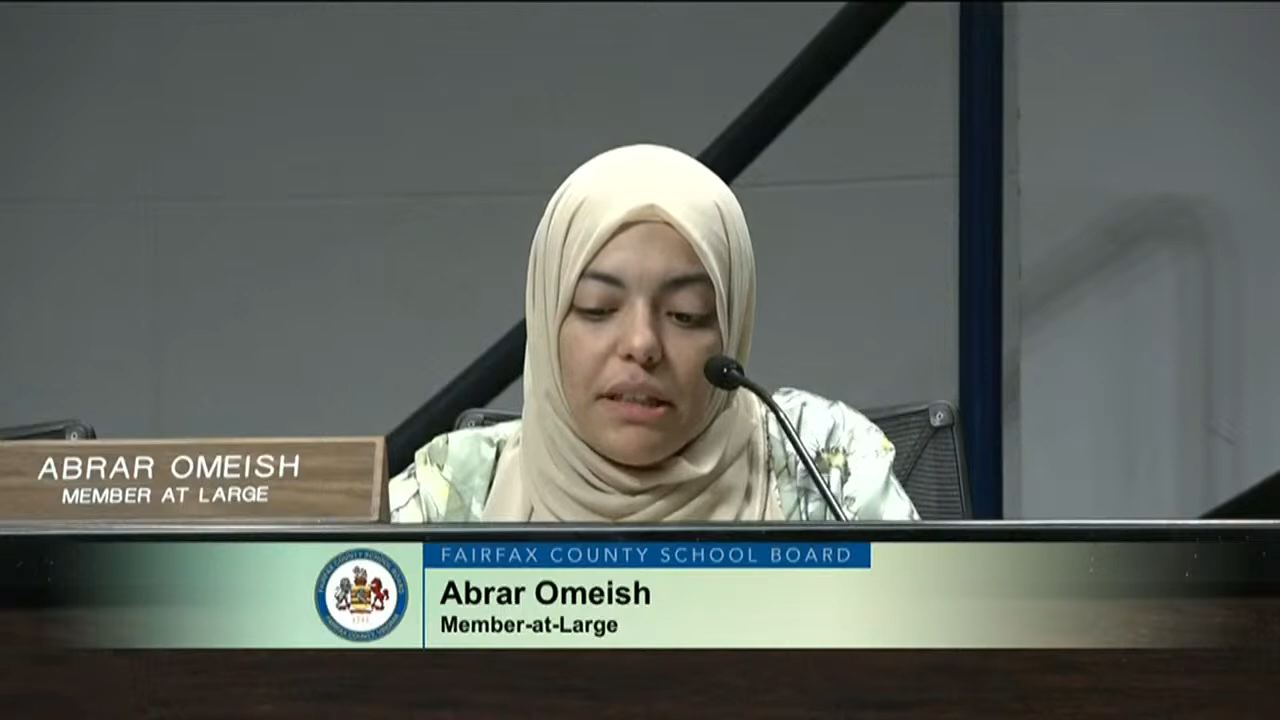 ABRAR OMEISH
MEMBER AT LARGE
FAIRFAX COUNTY SCHOOL BOARD
Abrar Omeish
Member-at-Large